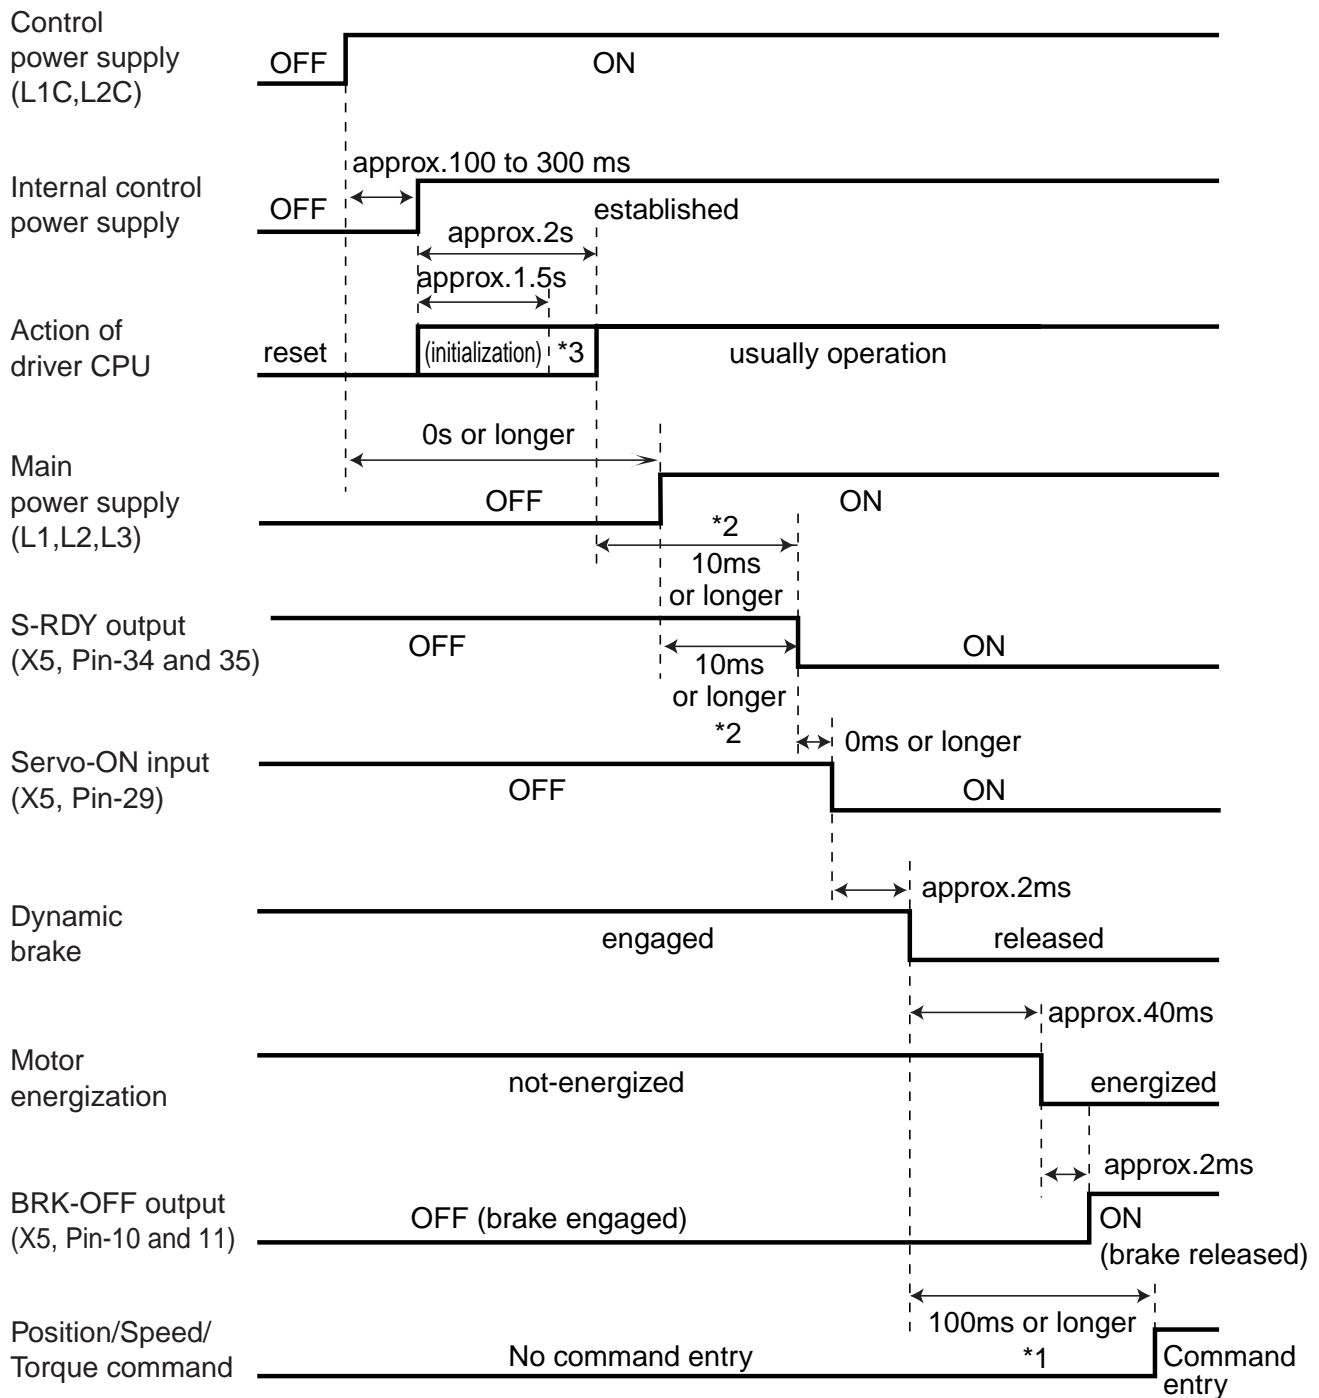 Control
power supply
(L1C,L2C)
OFF
ON
approx.100 to 300 ms
Internal control
power supply
OFF
established
approx.2s
approx.1.5s
Action of
driver CPU
reset
(initialization)
*3
usually operation
0s or longer
Main
power supply
(L1,L2,L3)
OFF
ON
*2
10ms
or longer
S-RDY output
(X5, Pin-34 and 35)
OFF
ON
10ms
or longer
*2
0ms or longer
Servo-ON input
(X5, Pin-29)
OFF
ON
approx.2ms
Dynamic
brake
engaged
released
approx.40ms
Motor
energization
not-energized
energized
approx.2ms
BRK-OFF output
(X5, Pin-10 and 11)
OFF (brake engaged)
ON
(brake released)
100ms or longer
*1
Position/Speed/
Torque command
No command entry
Command
entry